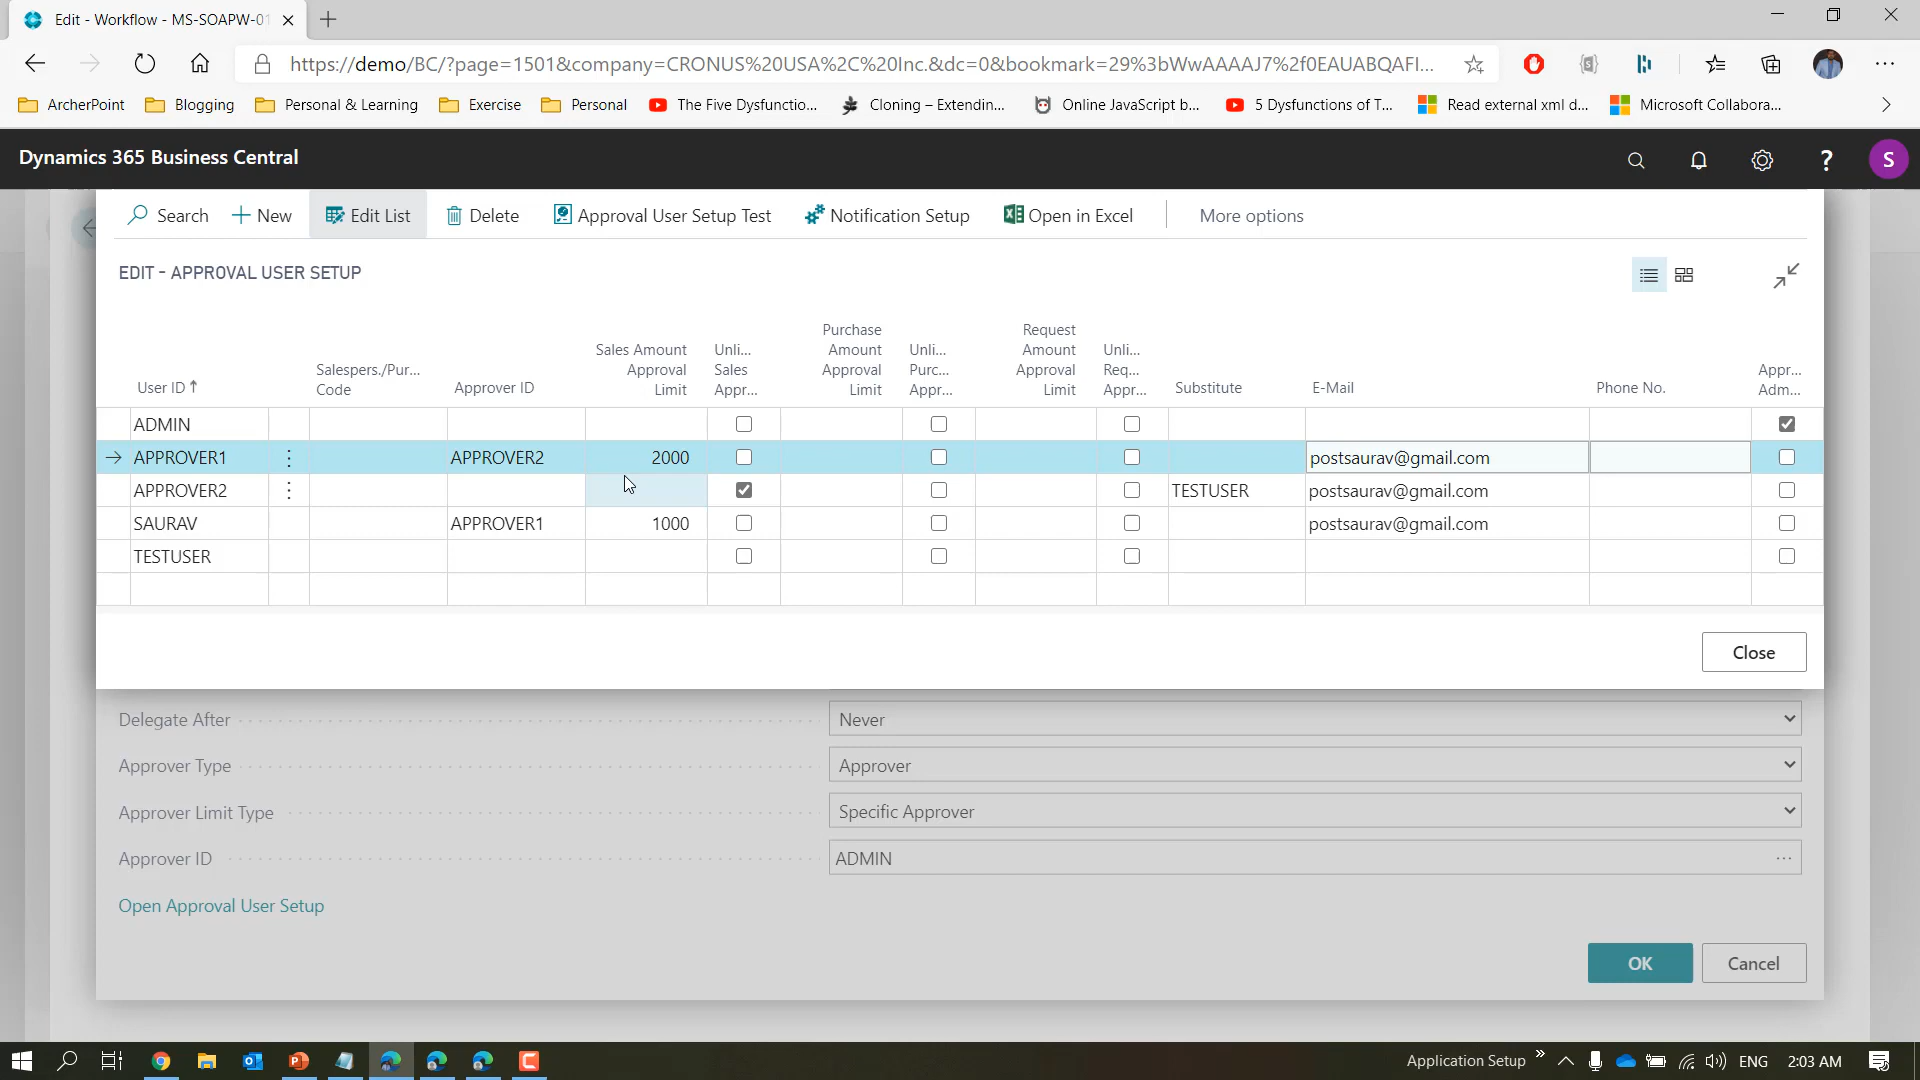 Edit - Workflow - MS-SOAPW-01
https://demo/BC/?page=1501&company=CRONUS%20USA%2C%20Inc.&dc=0&bookmark=29%3bWwAAAAJ7%2f0EAUABQAFI...
ArcherPoint Blogging Personal & Learning Exercise Personal The Five Dysfunctio... Cloning – Extendin... Online JavaScript b... 5 Dysfunctions of T... Read external xml d... Microsoft Collabora...
Dynamics 365 Business Central
S
Search New Edit List Delete Approval User Setup Test Notification Setup Open in Excel More options
EDIT - APPROVAL USER SETUP
User ID ↑
Salespers./Pur...
Code
Approver ID
Sales Amount
Approval
Limit
Unli...
Sales
Appr...
Purchase
Amount
Approval
Limit
Unli...
Purc...
Appr...
Request
Amount
Approval
Limit
Unli...
Req...
Appr...
Substitute
E-Mail
Phone No.
Appr...
Adm...
ADMIN
APPROVER1 APPROVER2 2000 postsaurav@gmail.com
APPROVER2 TESTUSER postsaurav@gmail.com
SAURAV APPROVER1 1000 postsaurav@gmail.com
TESTUSER
Close
Delegate After Never
Approver Type Approver
Approver Limit Type Specific Approver
Approver ID ADMIN ...
Open Approval User Setup
OK Cancel
Application Setup » ENG 2:03 AM